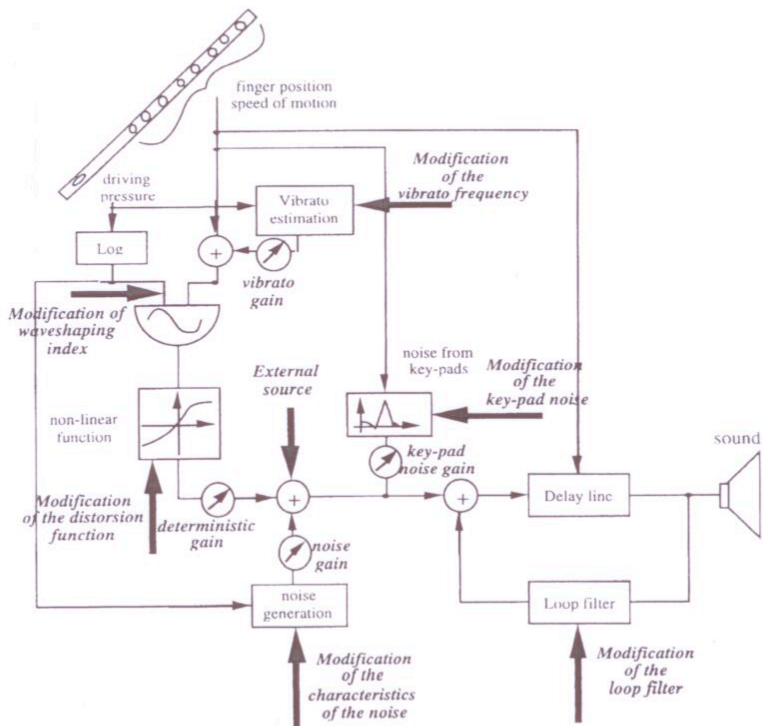 finger position
speed of motion
driving
pressure
Modification
of the
vibrato frequency
Vibrato
estimation
Log
+
vibrato
gain
Modification of
waveshaping
index
External
source
noise from
key-pads
Modification
of the
key-pad noise
non-linear
function
key-pad
noise gain
sound
+
+
Delay line
Modification
of the distorsion
function
deterministic
gain
noise
gain
noise
generation
Loop filter
Modification
of the
characteristics
of the noise
Modification
of the
loop filter